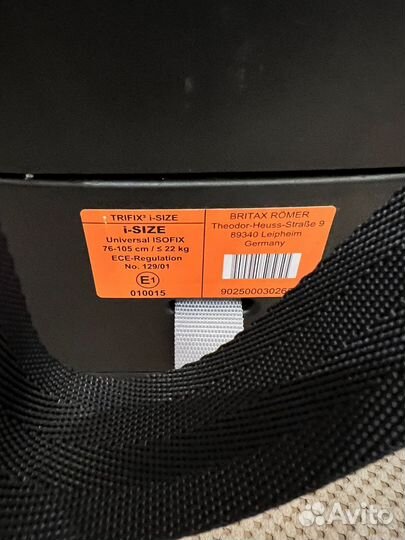 TRIFIX² i-SIZE
i-SIZE
Universal ISOFIX
76-105 cm / ≤ 22 kg
ECE-Regulation
No. 129/01
E1
010015
BRITAX RÖMER
Theodor-Heuss-Straße 9
89340 Leipheim
Germany
Avito